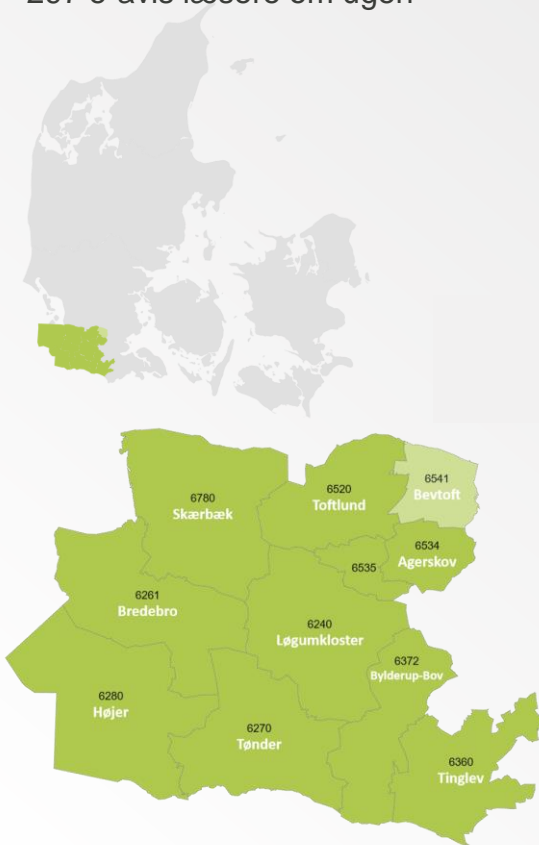 6541
Bevtoft
6520
Toftlund
6780
Skærbæk
6534
Agerskov
6535
6261
Bredebro
6240
Løgumkloster
6372
Bylderup-Bov
6280
Højer
6270
Tønder
6360
Tinglev